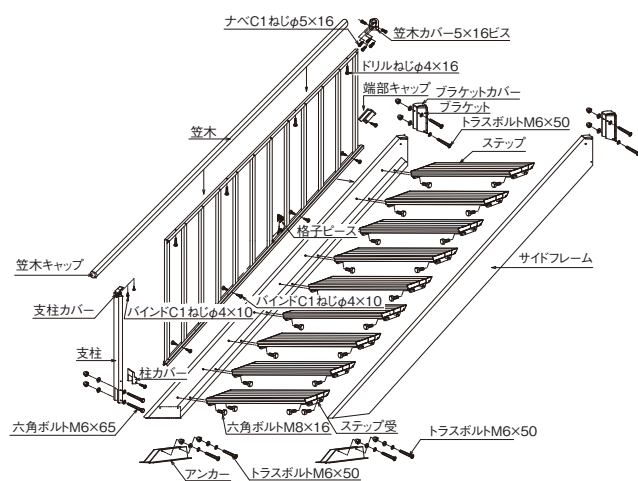 ナベC1ねじφ5×16
笠木カバー5×16ビス
ドリルねじφ4×16
端部キャップ
ブラケットカバー
ブラケット
トラスボルトM6×50
笠木
ステップ
格子ピース
サイドフレーム
笠木キャップ
支柱カバー
バインドC1ねじφ4×10
バインドC1ねじφ4×10
支柱
柱カバー
六角ボルトM6×65
六角ボルトM8×16
ステップ受
トラスボルトM6×50
アンカー
トラスボルトM6×50